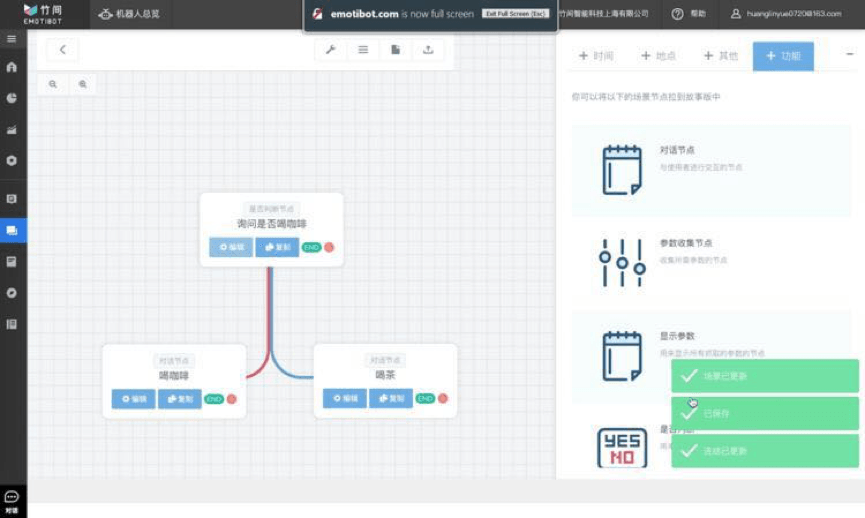 竹间
EMOTIBOT
机器人总览
emotibot.com is now full screen
Exit Full Screen (Esc)
竹间智能科技上海有限公司
帮助
huanglinyue0720@163.com
时间
地点
其他
功能
你可以将以下的场景节点拉到故事版中
对话节点
与使用者进行交互的节点
参数收集节点
收集所需参数的节点
显示参数
用来显示所有抓取的参数的节点
YES
NO
场景已更新
已保存
连结已更新
是否判断节点
询问是否喝咖啡
编辑
复制
END
对话节点
喝咖啡
编辑
复制
END
对话节点
喝茶
编辑
复制
END
对话